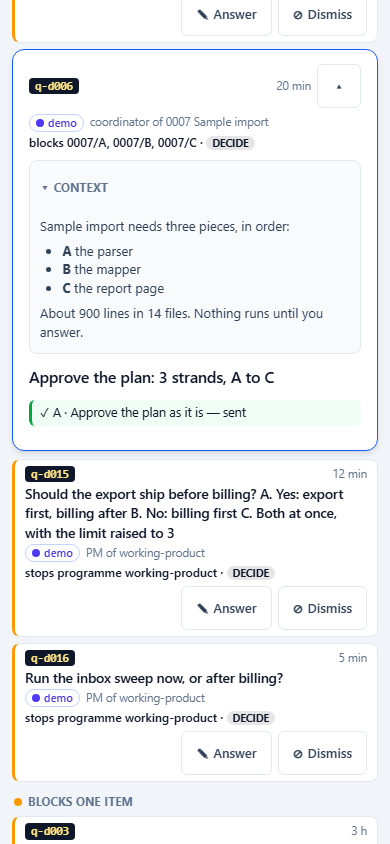 ✎ Answer
⊘ Dismiss
q-d006
20 min
▴
demo coordinator of 0007 Sample import
blocks 0007/A, 0007/B, 0007/C · DECIDE
▾ CONTEXT
Sample import needs three pieces, in order:
• A the parser
• B the mapper
• C the report page
About 900 lines in 14 files. Nothing runs until you
answer.
Approve the plan: 3 strands, A to C
✓ A · Approve the plan as it is — sent
q-d015
12 min
Should the export ship before billing? A. Yes: export
first, billing after B. No: billing first C. Both at once,
with the limit raised to 3
demo PM of working-product
stops programme working-product · DECIDE
✎ Answer
⊘ Dismiss
q-d016
5 min
Run the inbox sweep now, or after billing?
demo PM of working-product
stops programme working-product · DECIDE
✎ Answer
⊘ Dismiss
BLOCKS ONE ITEM
q-d003
3 h